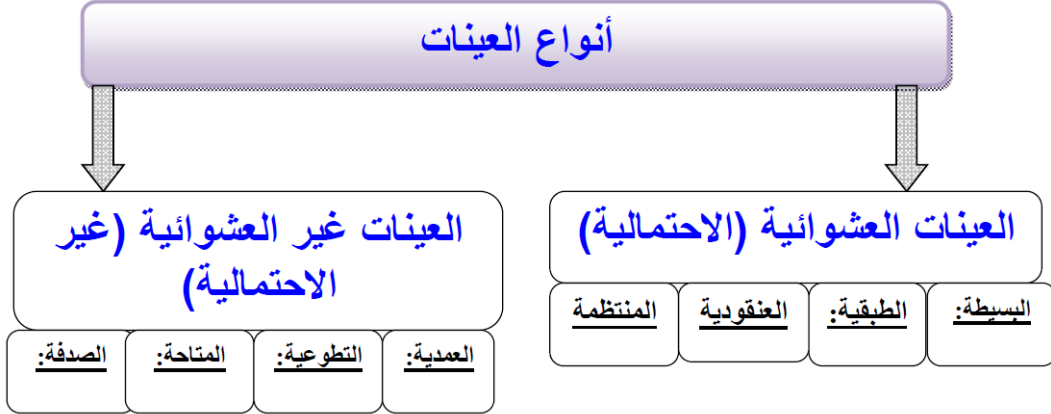 أنواع العينات
العينات العشوائية (الاحتمالية)
البسيطة:
الطبقية:
العنقودية
المنتظمة
العينات غير العشوائية (غير
الاحتمالية)
العمدية:
التطوعية:
المتاحة:
الصدفة: